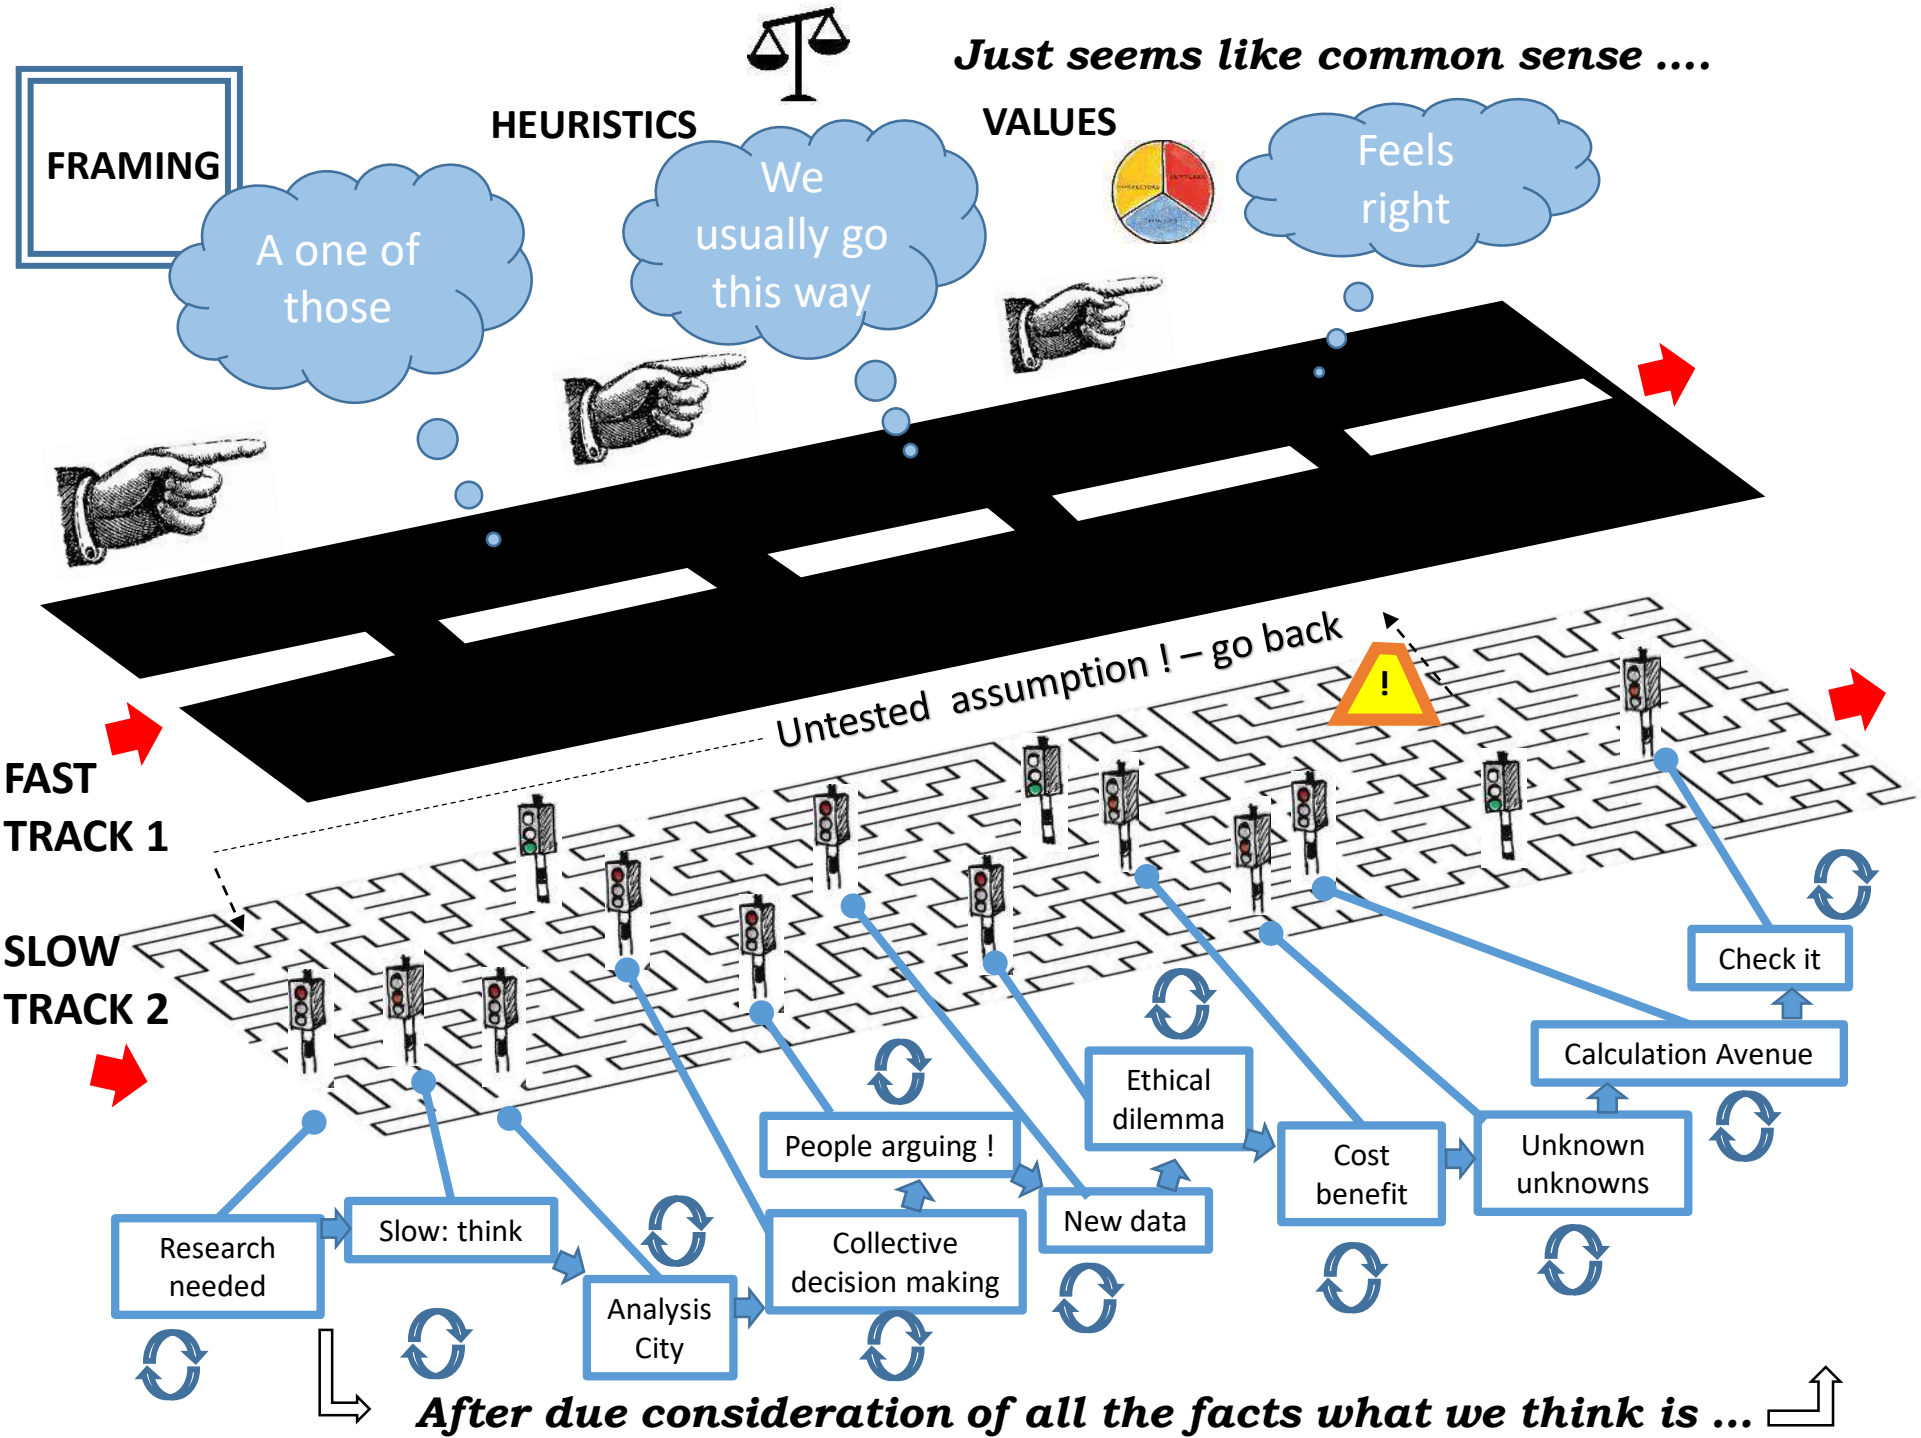 Just seems like common sense ....
FRAMING
HEURISTICS
VALUES
A one of
those
We
usually go
this way
Feels
right
Untested assumption ! – go back
!
FAST
TRACK 1
SLOW
TRACK 2
Research
needed
Slow: think
Analysis
City
Collective
decision making
People arguing !
New data
Ethical
dilemma
Cost
benefit
Unknown
unknowns
Calculation Avenue
Check it
After due consideration of all the facts what we think is ...